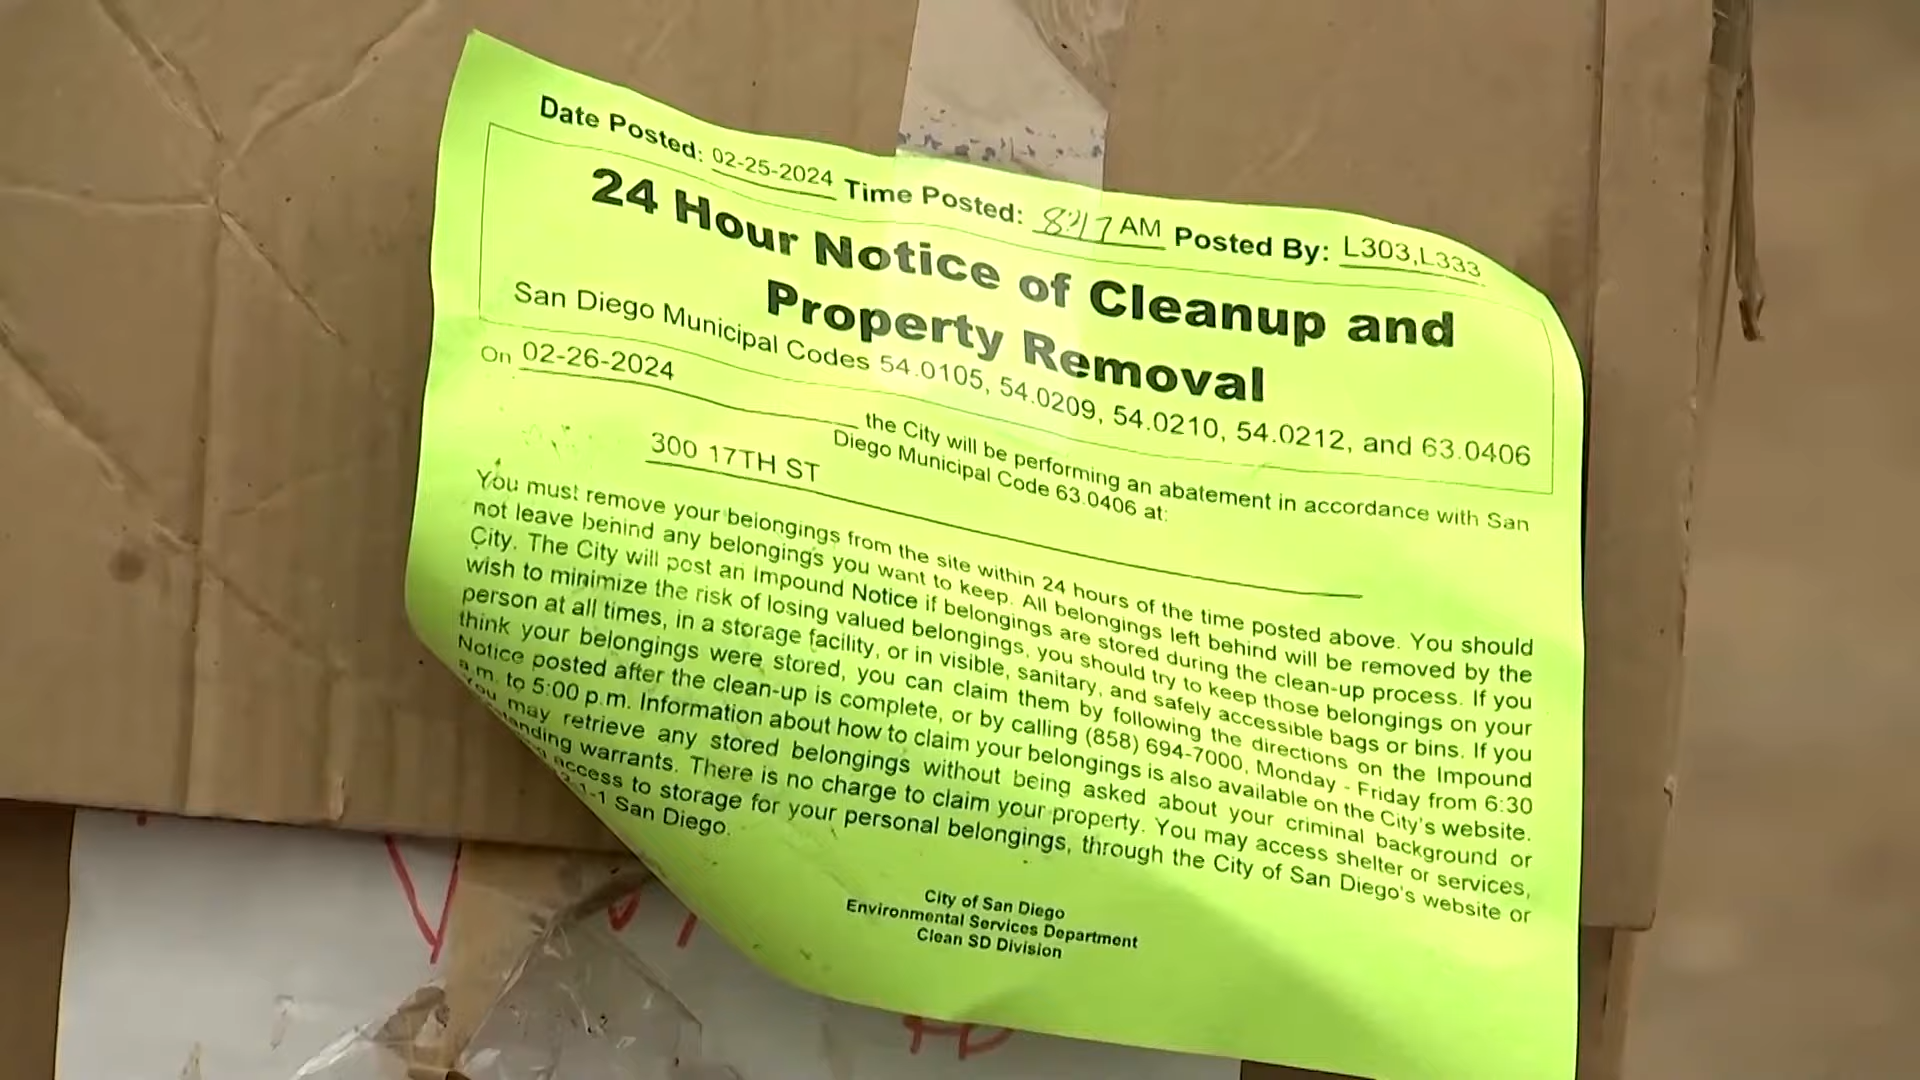 Date Posted: 02-25-2024 Time Posted: 8:17 AM Posted By: L303,L333
24 Hour Notice of Cleanup and
Property Removal
San Diego Municipal Codes 54.0105, 54.0209, 54.0210, 54.0212, and 63.0406
On 02-26-2024 the City will be performing an abatement in accordance with San
Diego Municipal Code 63.0406 at:
300 17TH ST
You must remove your belongings from the site within 24 hours of the time posted above. You should
not leave behind any belongings you want to keep. All belongings left behind will be removed by the
City. The City will post an Impound Notice if belongings are stored during the clean-up process. If you
wish to minimize the risk of losing valued belongings, you should try to keep those belongings on your
person at all times, in a storage facility, or in visible, sanitary, and safely accessible bags or bins. If you
think your belongings were stored, you can claim them by following the directions on the Impound
Notice posted after the clean-up is complete, or by calling (858) 694-7000, Monday - Friday from 6:30
a.m. to 5:00 p.m. Information about how to claim your belongings is also available on the City's website.
You may retrieve any stored belongings without being asked about your criminal background or
warrants. There is no charge to claim your property. You may access shelter or services,
access to storage for your personal belongings, through the City of San Diego's website or
San Diego.
City of San Diego
Environmental Services Department
Clean SD Division